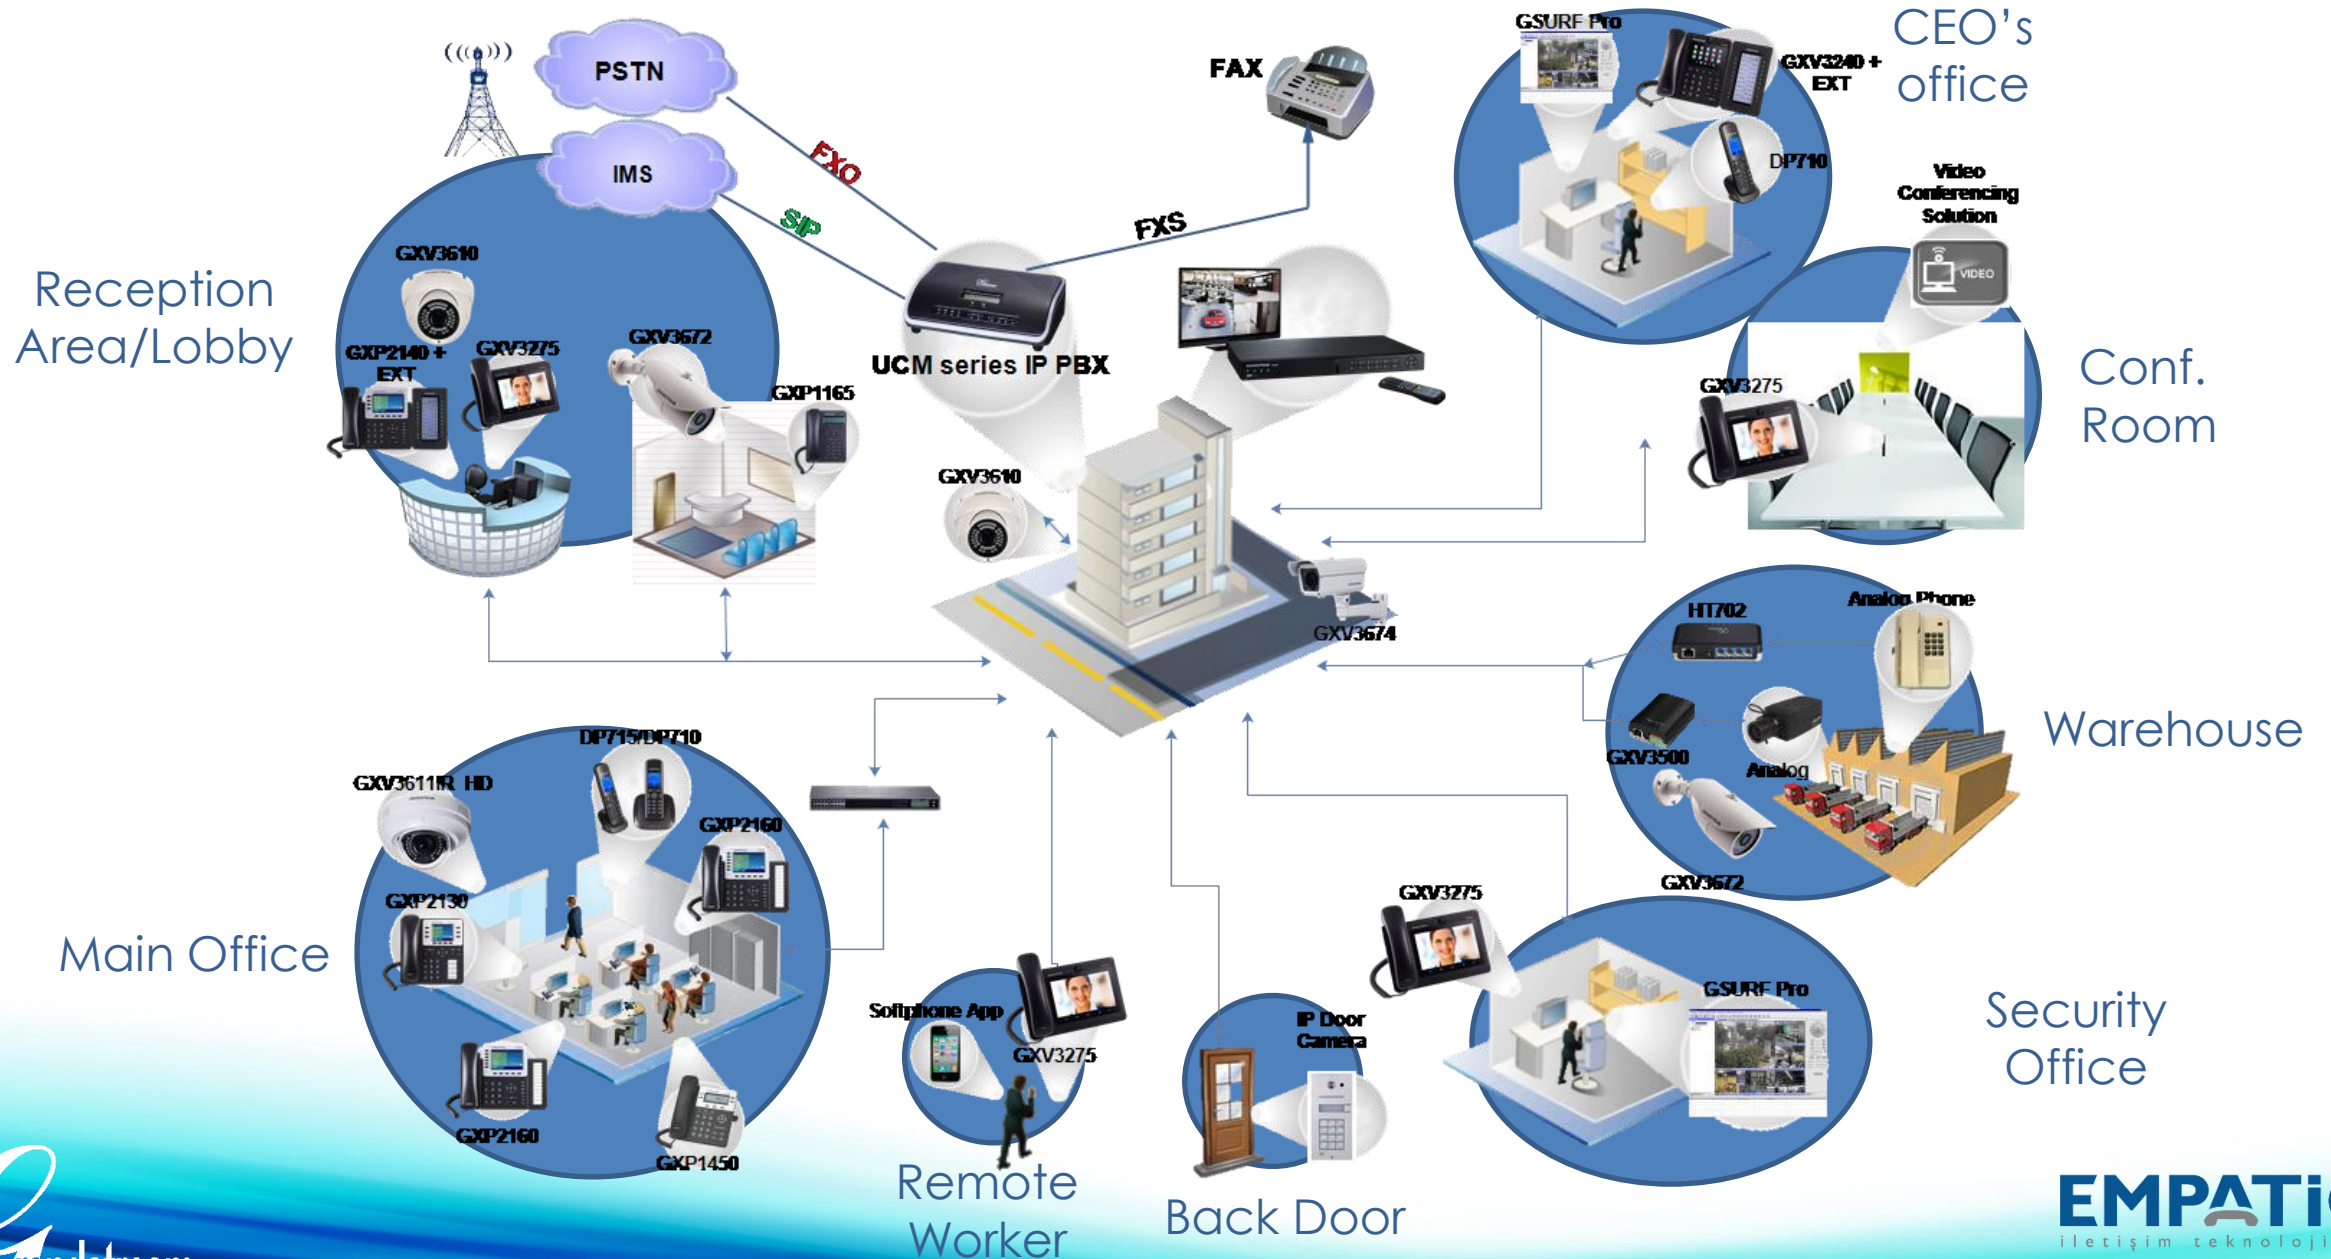 PSTN
IMS
FXO
SIP
FXS
FAX
UCM series IP PBX
GSURF Pro
GXV3240 +
EXT
DP710
CEO's
office
Video
Conferencing
Solution
VIDEO
GXV3275
Conf.
Room
Reception
Area/Lobby
GXV3610
GXP2140 +
EXT
GXV3275
GXV3672
GXP1165
GXV3610
GXV3674
HT702
Analog Phone
GXV3500
Analog
GXV3672
Warehouse
DP715/DP710
GXV3611IR HD
GXP2160
GXP2130
GXP2160
GXP1450
Main Office
Softphone App
GXV3275
Remote
Worker
IP Door
Camera
Back Door
GXV3275
GSURF Pro
Security
Office
iletişim teknoloji